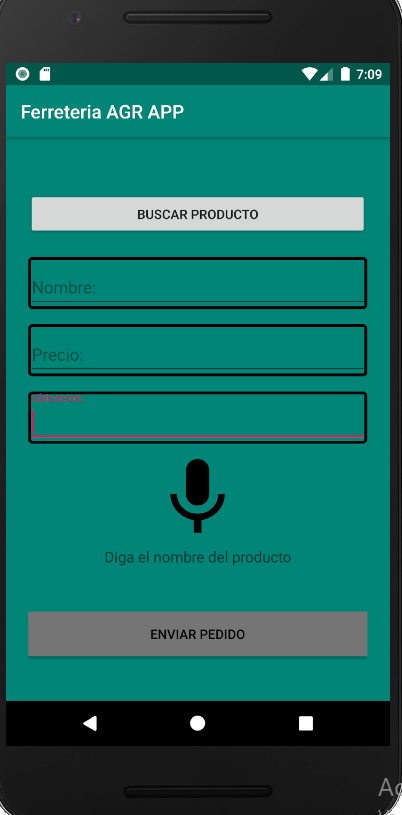 7:09
Ferreteria AGR APP
BUSCAR PRODUCTO
Nombre:
Precio:
Diga el nombre del producto
ENVIAR PEDIDO